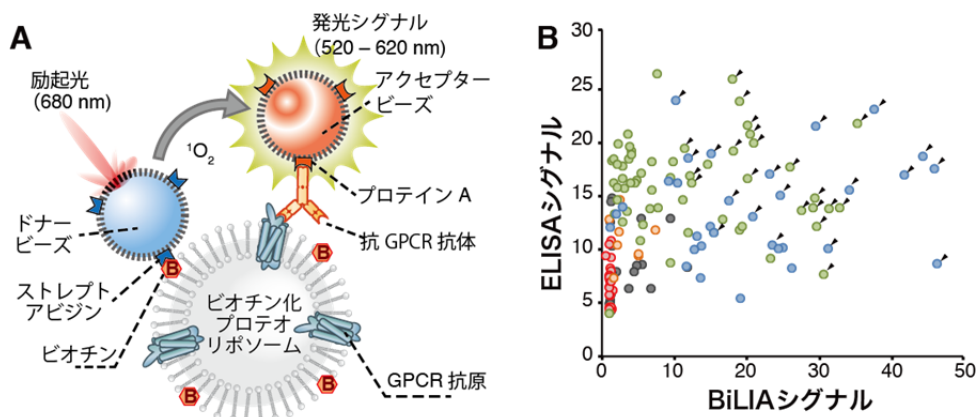 A
励起光
(680 nm)
発光シグナル
(520 – 620 nm)
アクセプター
ビーズ
¹O₂
プロテイン A
抗 GPCR 抗体
ドナー
ビーズ
ストレプト
アビジン
ビオチン
B
B
B
B
B
ビオチン化
プロテオ
リポソーム
GPCR 抗原
B
ELISAシグナル
30
25
20
15
10
5
0
0
10
20
30
40
50
BiLIAシグナル